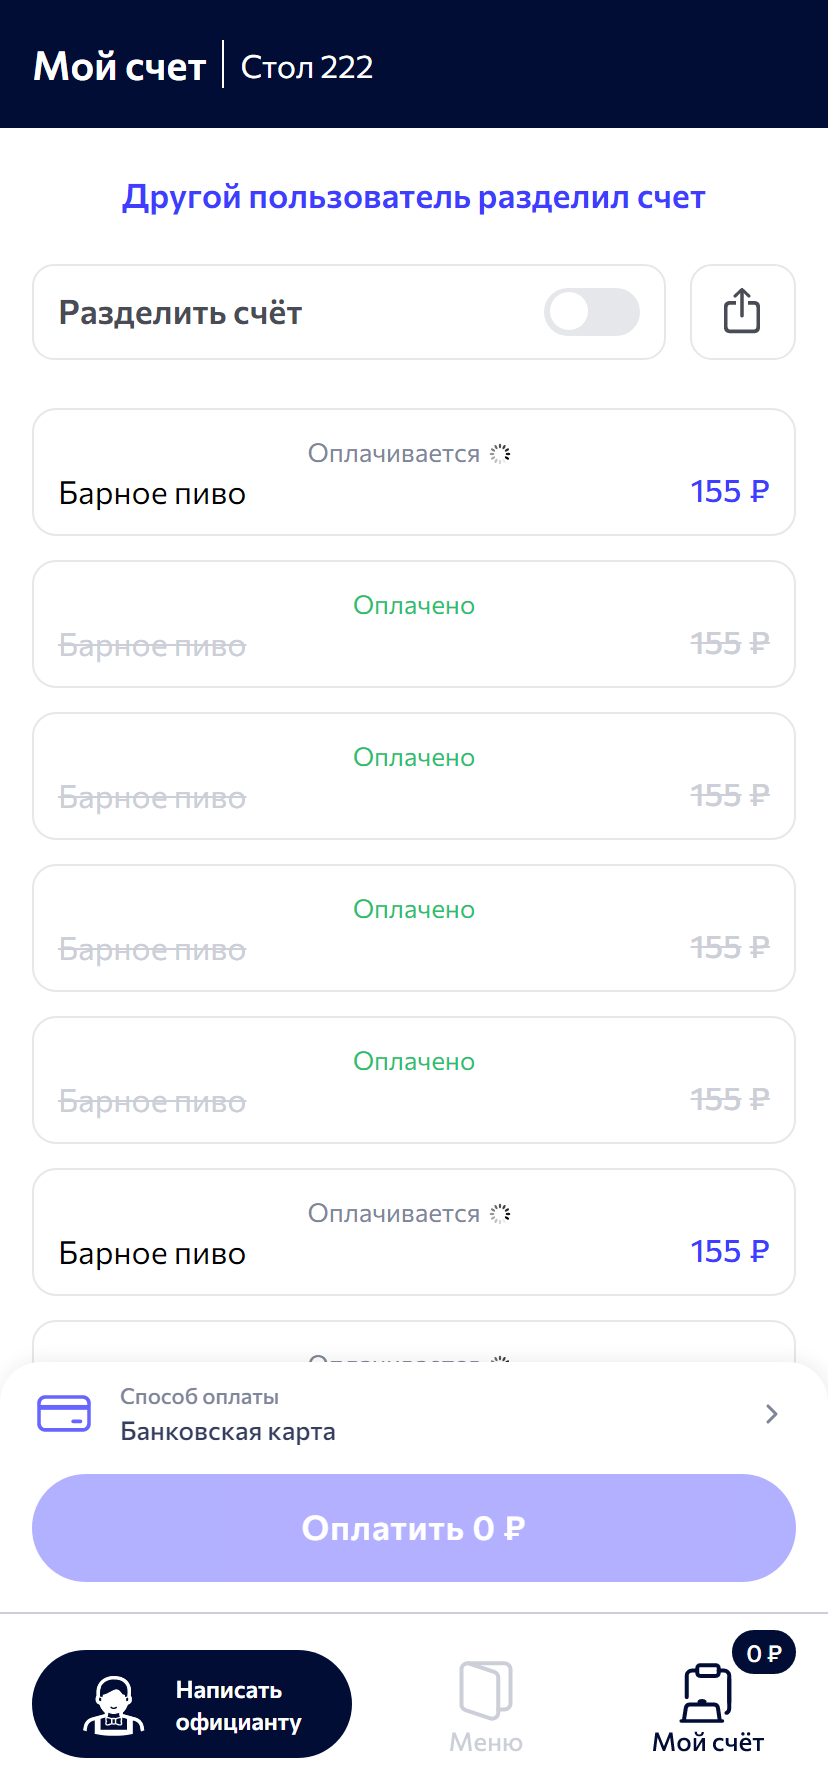 Мой счет
Стол 222
Другой пользователь разделил счет
Разделить счёт
Оплачивается
Барное пиво 155 ₽
Оплачено
Барное пиво 155 ₽
Оплачено
Барное пиво 155 ₽
Оплачено
Барное пиво 155 ₽
Оплачено
Барное пиво 155 ₽
Оплачивается
Барное пиво 155 ₽
Способ оплаты
Банковская карта
Оплатить 0 ₽
0 ₽
Написать
официанту
Меню
Мой счёт